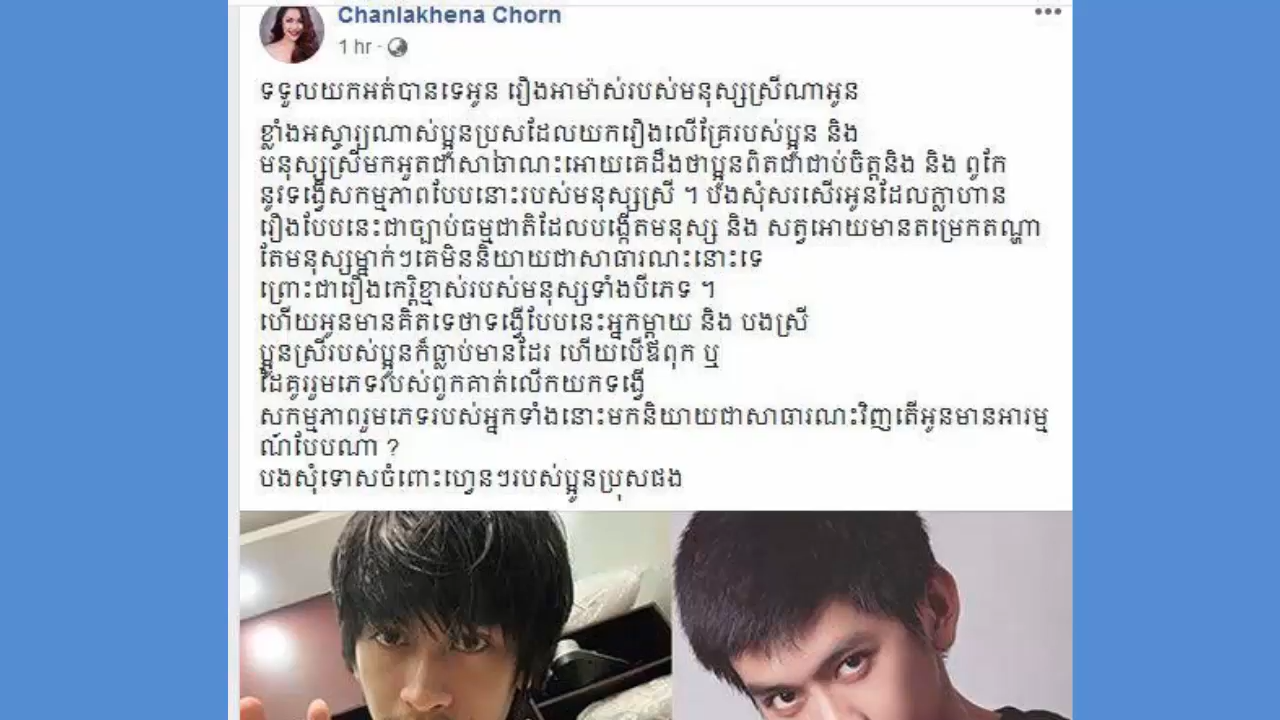 Chanlakhena Chorn
1 hr ·
ទទួលយកអត់បានទេអូន រឿងអាម៉ាស់របស់មនុស្សស្រីណាអូន
ខ្លាំងអស្ចារ្យណាស់ប្អូនប្រុសដែលយករឿងលើគ្រែរបស់ប្អូន និង
មនុស្សស្រីមកអួតជាសាធាណះអោយគេដឹងថាប្អូនពិតជាជាប់ចិត្តនិង និង ពូកែ
នូវទង្វើសកម្មភាពបែបនោះរបស់មនុស្សស្រី ។ បងសុំសរសើរអូនដែលក្លាហាន
រឿងបែបនេះជាច្បាប់ធម្មជាតិដែលបង្កើតមនុស្ស និង សត្វអោយមានតម្រេកតណ្ហា
តែមនុស្សម្នាក់ៗគេមិននិយាយជាសាធារណះនោះទេ
ព្រោះជារឿងកេរ្តិ៍ខ្មាស់របស់មនុស្សទាំងបីភេទ ។
ហើយអូនមានគិតទេថាទង្វើបែបនេះអ្នកម្ដាយ និង បងស្រី
ប្អូនស្រីរបស់ប្អូនក៏ធ្លាប់មានដែរ ហើយបើឪពុក ឬ
ដៃគូររួមភេទរបស់ពួកគាត់លើកយកទង្វើ
សកម្មភាពរួមភេទរបស់អ្នកទាំងនោះមកនិយាយជាសាធារណះវិញតើអូនមានអារម្ម
ណ៍បែបណា ?
បងសុំទោសចំពោះហ្វេនៗរបស់ប្អូនប្រុសផង